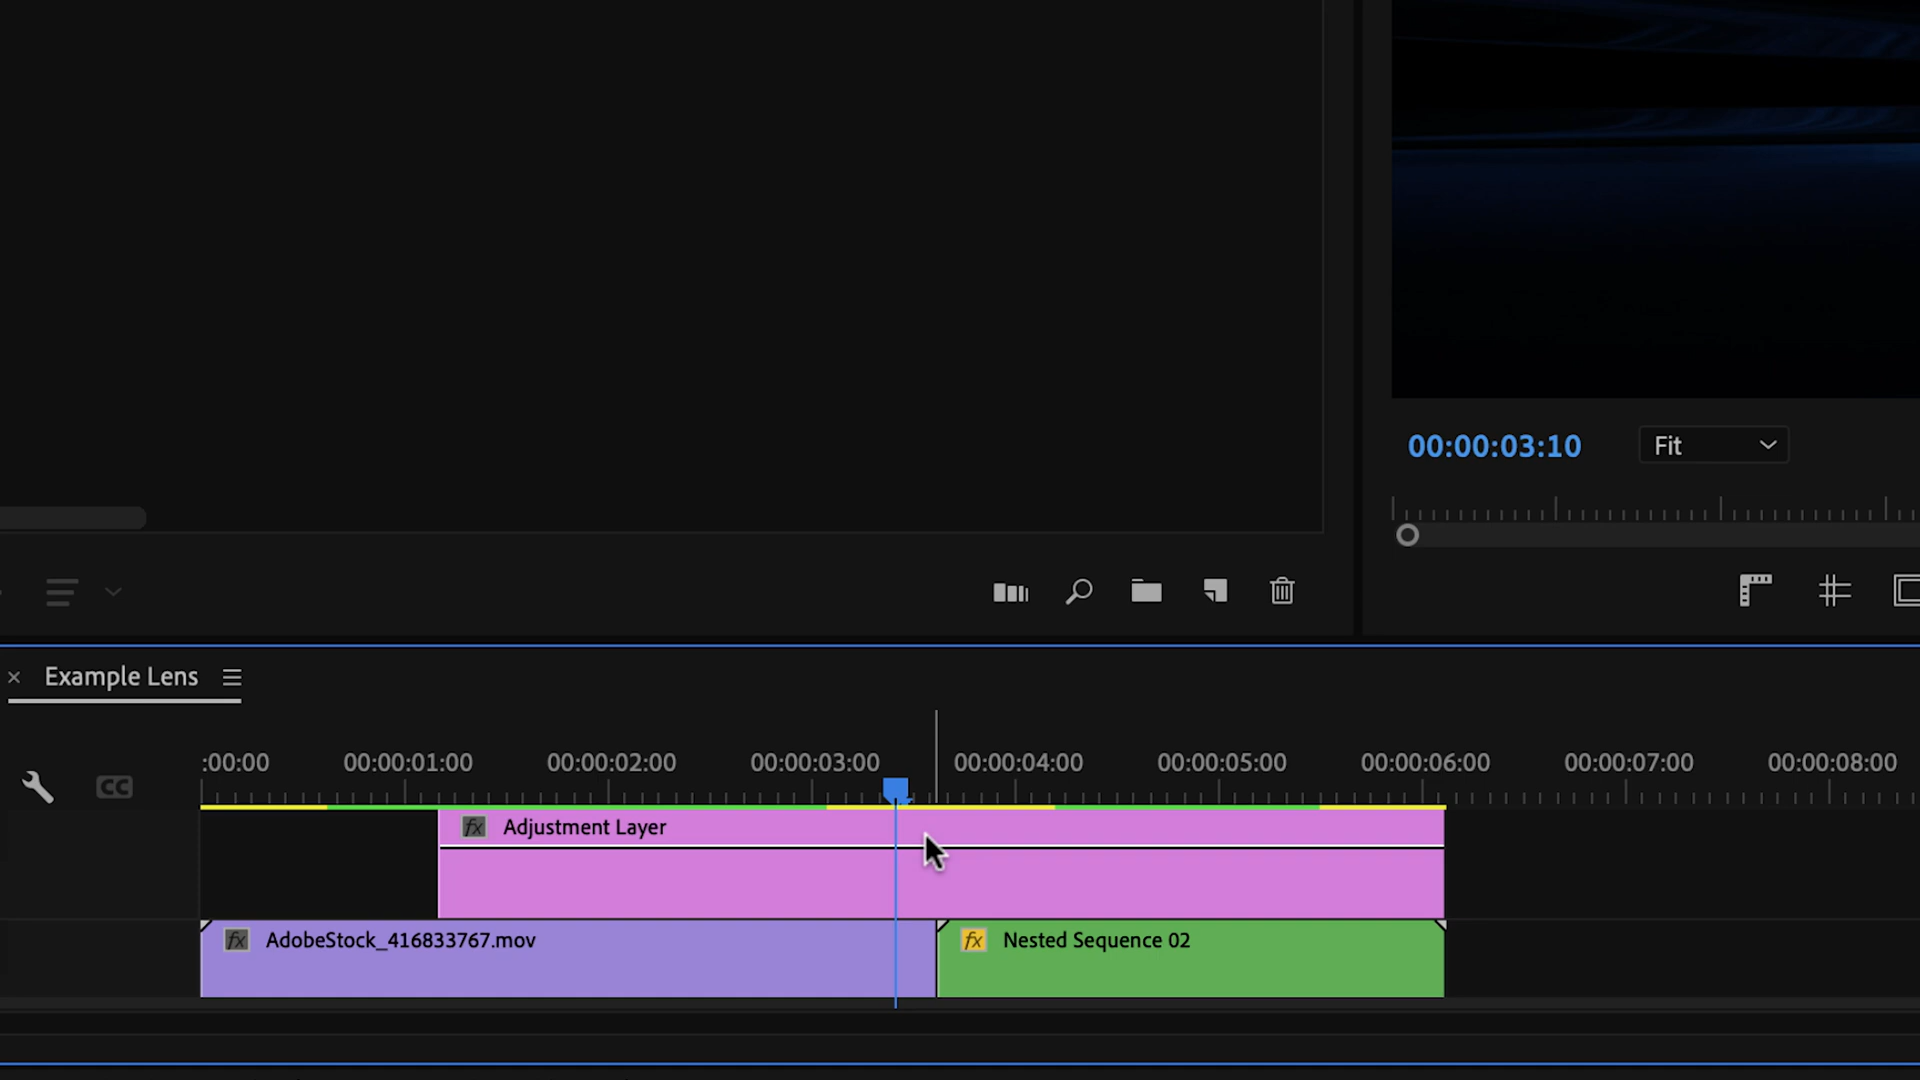 00:00:03:10
Fit
Example Lens
:00:00
00:00:01:00
00:00:02:00
00:00:03:00
00:00:04:00
00:00:05:00
00:00:06:00
00:00:07:00
00:00:08:00
CC
fx Adjustment Layer
fx AdobeStock_416833767.mov
fx Nested Sequence 02